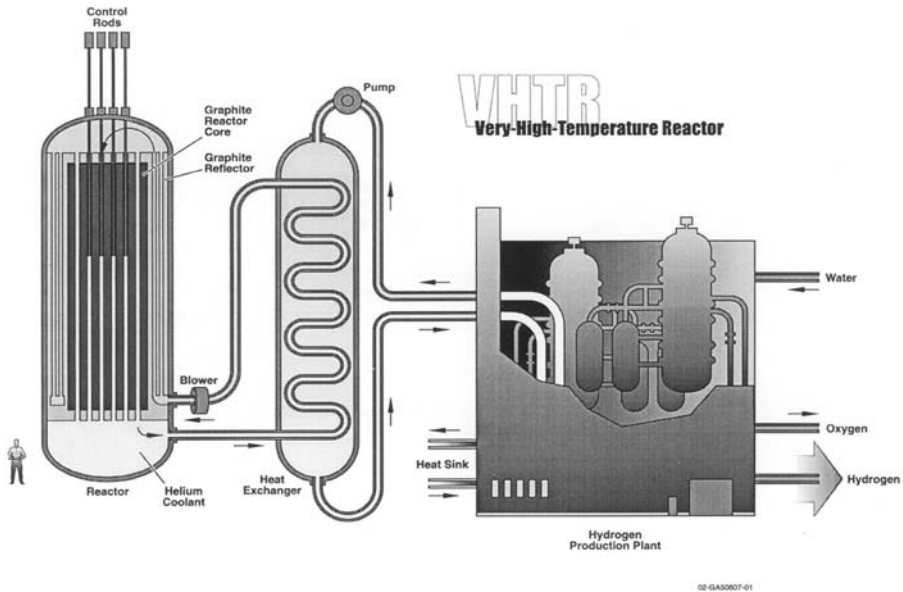 Control
Rods
Pump
VHTR
Very-High-Temperature Reactor
Graphite
Reactor
Core
Graphite
Reflector
Water
Blower
Oxygen
Heat Sink
Hydrogen
Reactor
Helium
Coolant
Heat
Exchanger
Hydrogen
Production Plant
02-GA50807-01